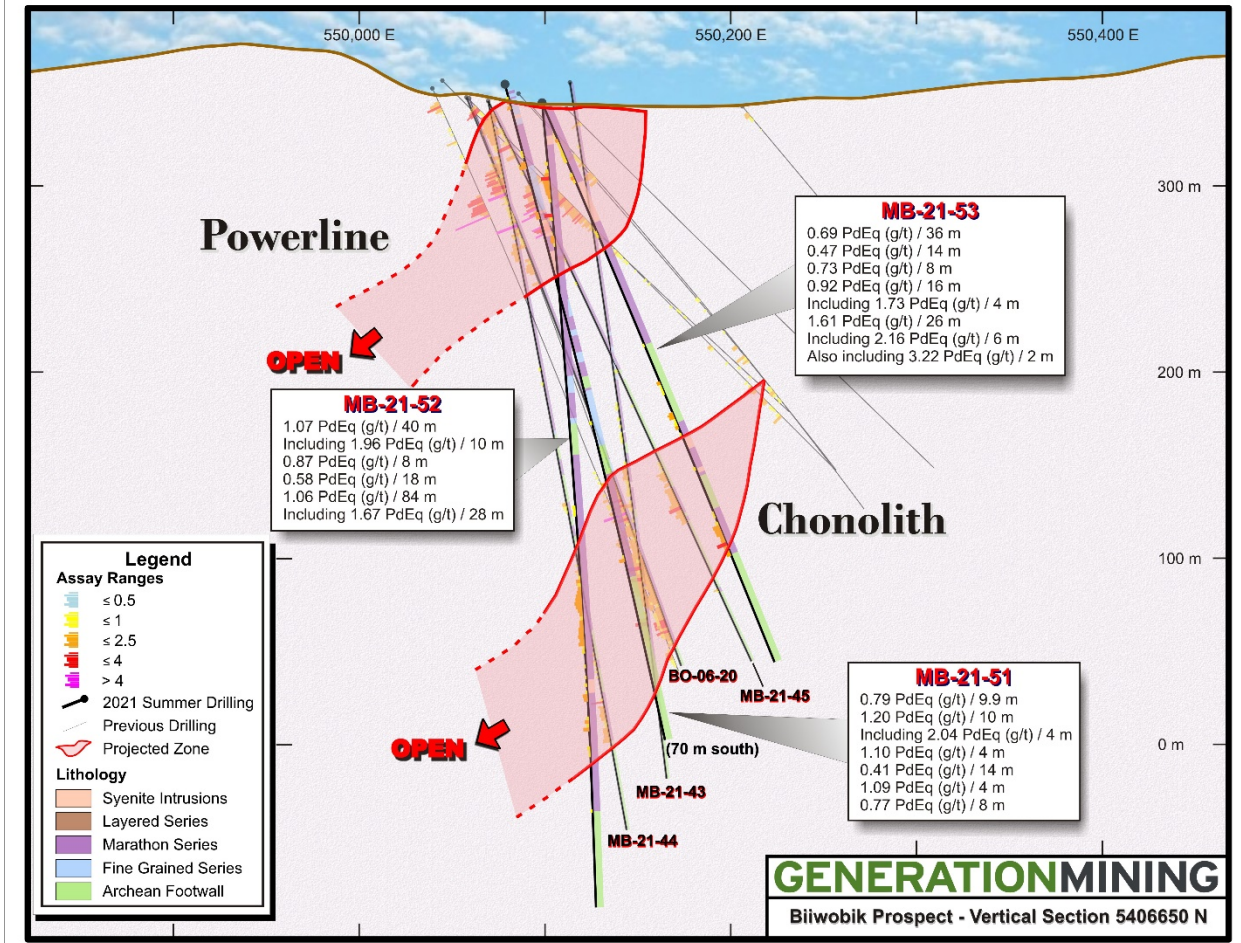 550,000 E
550,200 E
550,400 E
300 m
200 m
100 m
0 m
Powerline
OPEN
MB-21-53
0.69 PdEq (g/t) / 36 m
0.47 PdEq (g/t) / 14 m
0.73 PdEq (g/t) / 8 m
0.92 PdEq (g/t) / 16 m
Including 1.73 PdEq (g/t) / 4 m
1.61 PdEq (g/t) / 26 m
Including 2.16 PdEq (g/t) / 6 m
Also including 3.22 PdEq (g/t) / 2 m
MB-21-52
1.07 PdEq (g/t) / 40 m
Including 1.96 PdEq (g/t) / 10 m
0.87 PdEq (g/t) / 8 m
0.58 PdEq (g/t) / 18 m
1.06 PdEq (g/t) / 84 m
Including 1.67 PdEq (g/t) / 28 m
Chonolith
OPEN
BO-06-20
MB-21-45
(70 m south)
MB-21-43
MB-21-44
MB-21-51
0.79 PdEq (g/t) / 9.9 m
1.20 PdEq (g/t) / 10 m
Including 2.04 PdEq (g/t) / 4 m
1.10 PdEq (g/t) / 4 m
0.41 PdEq (g/t) / 14 m
1.09 PdEq (g/t) / 4 m
0.77 PdEq (g/t) / 8 m
Legend
Assay Ranges
≤ 0.5
≤ 1
≤ 2.5
≤ 4
> 4
2021 Summer Drilling
Previous Drilling
Projected Zone
Lithology
Syenite Intrusions
Layered Series
Marathon Series
Fine Grained Series
Archean Footwall
GENERATIONMINING
Biiwobik Prospect - Vertical Section 5406650 N